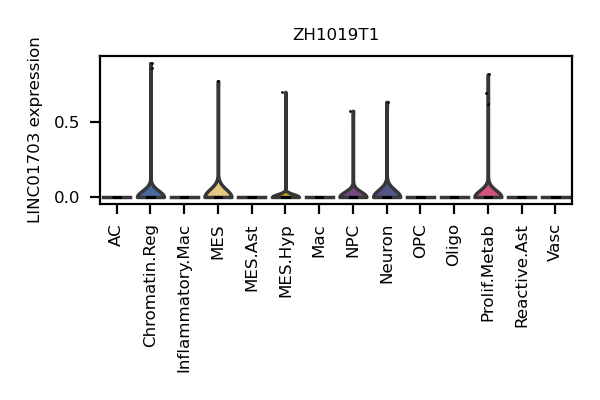 ZH1019T1
LINC01703 expression
0.5
0.0
AC
Chromatin.Reg
Inflammatory.Mac
MES
MES.Ast
MES.Hyp
Mac
NPC
Neuron
OPC
Oligo
Prolif.Metab
Reactive.Ast
Vasc